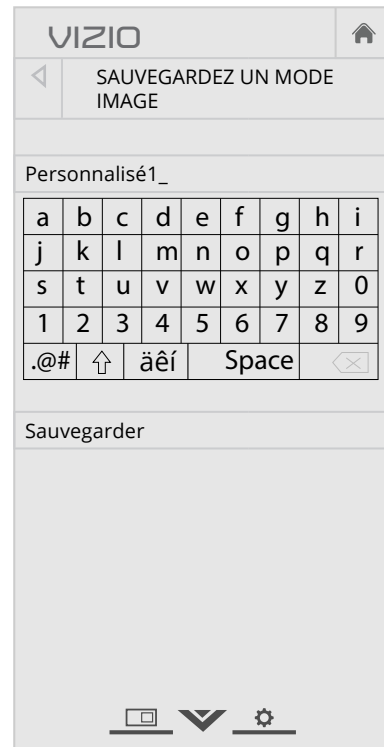 VIZIO
SAUVEGARDEZ UN MODE
IMAGE
Personnalisé1_
a b c d e f g h i
j k l m n o p q r
s t u v w x y z 0
1 2 3 4 5 6 7 8 9
.@# äêí Space
Sauvegarder